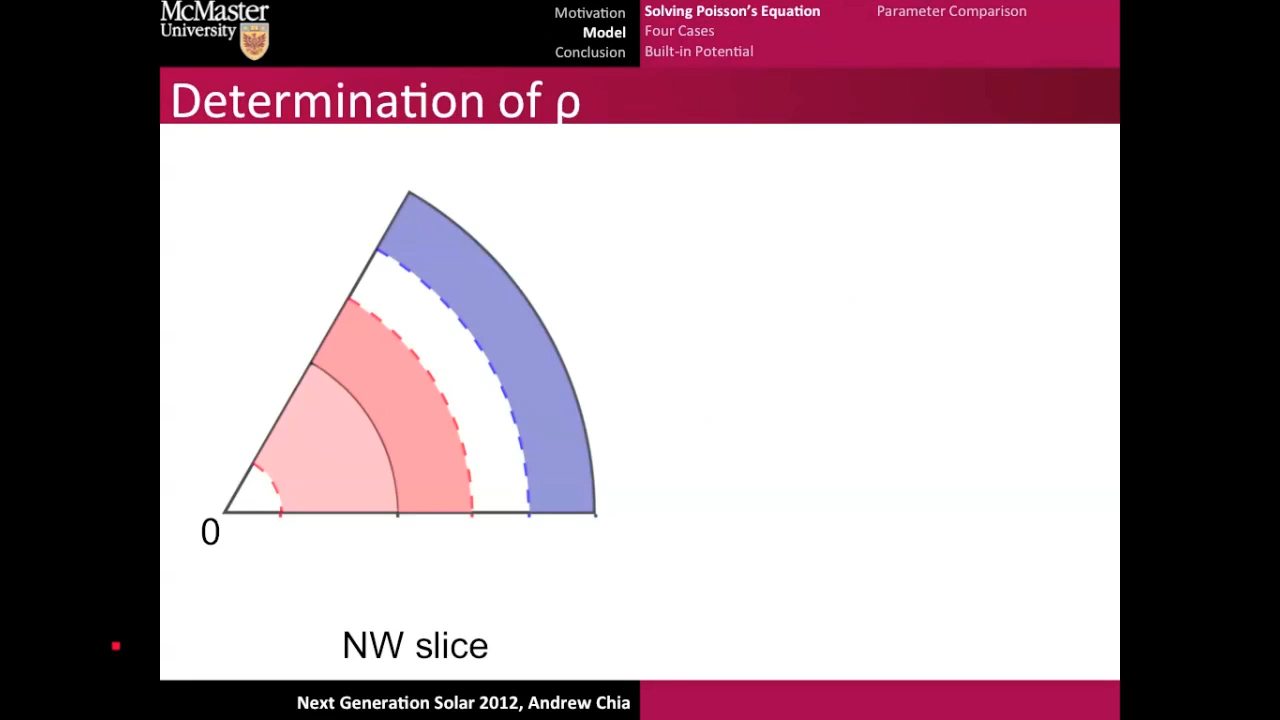 McMaster
University
Motivation
Model
Conclusion
Solving Poisson's Equation
Four Cases
Built-in Potential
Parameter Comparison
Determination of ρ
0
NW slice
Next Generation Solar 2012, Andrew Chia